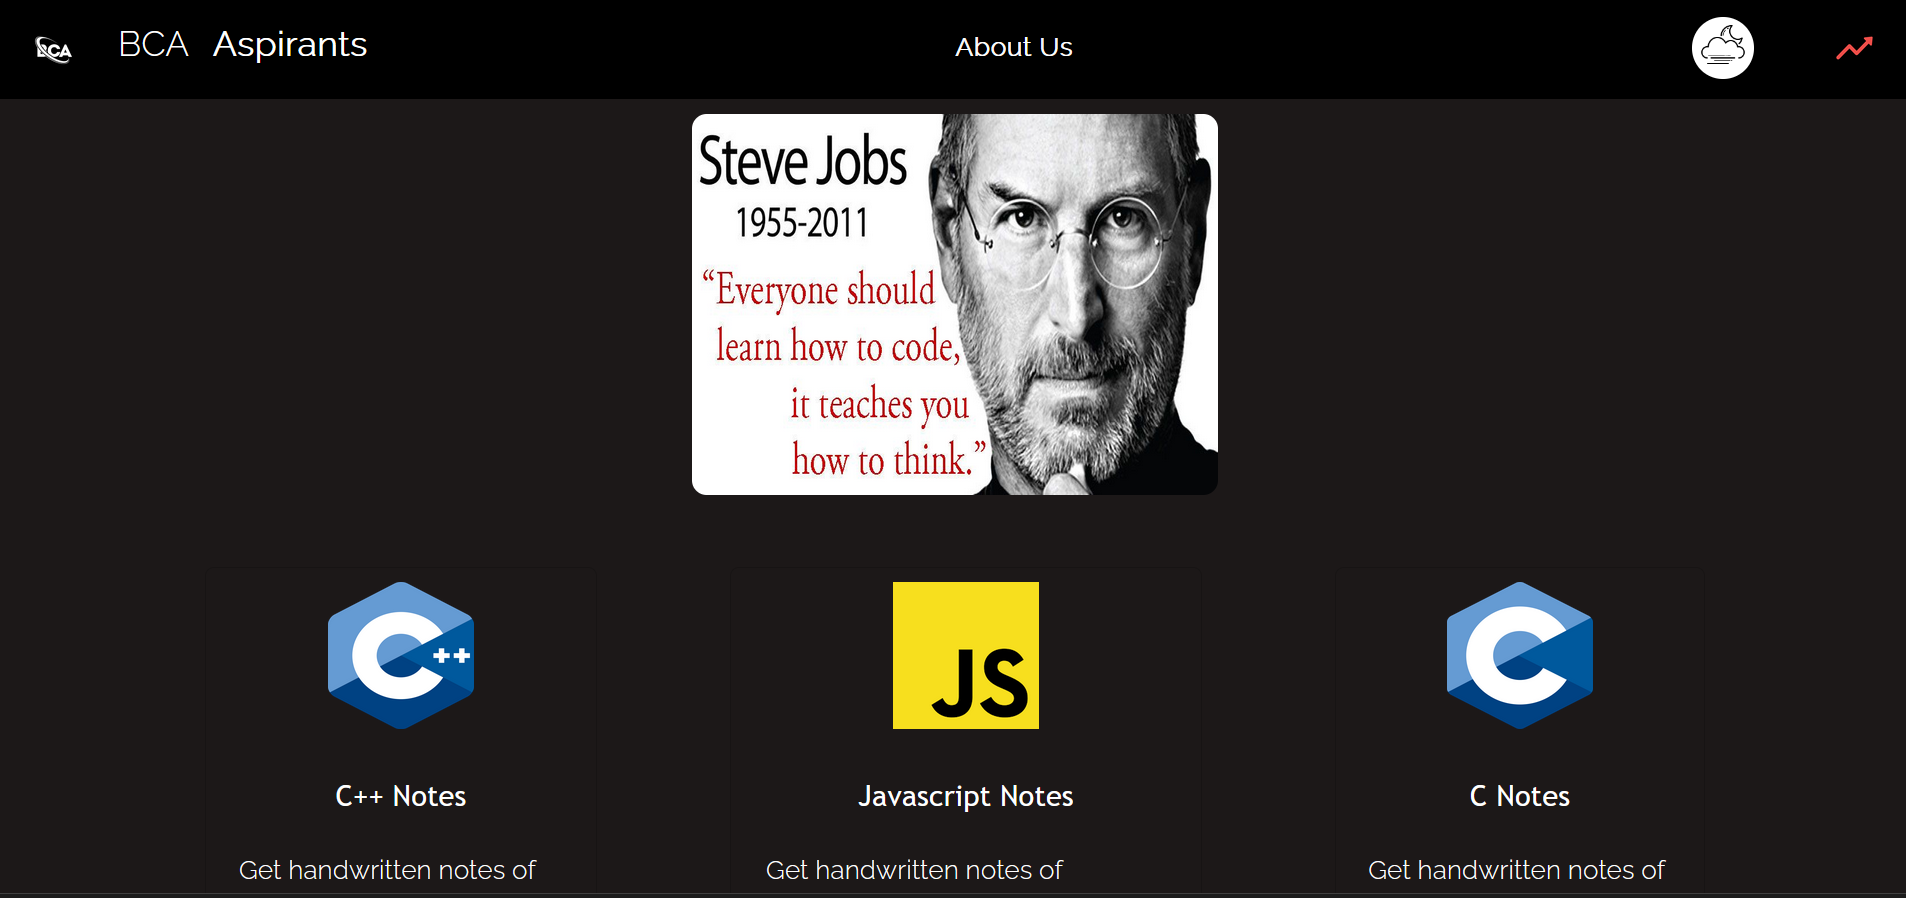 BCA
BCA Aspirants
About Us
Steve Jobs
1955-2011
“Everyone should
learn how to code,
it teaches you
how to think.”
C++
JS
C
C++ Notes
Javascript Notes
C Notes
Get handwritten notes of
Get handwritten notes of
Get handwritten notes of